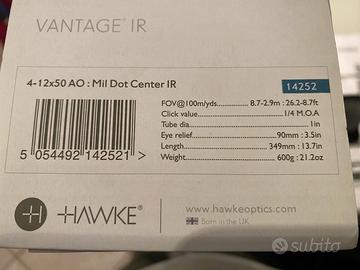 VANTAGE® IR
4-12x50 AO : Mil Dot Center IR
14252
FOV@100m/yds. 8.7-2.9m : 26.2-8.7ft
Click value 1/4 M.O.A
Tube dia. 1in
Eye relief 90mm : 3.5in
Length 349mm : 13.7in
Weight 600g : 21.2oz
5 054492 142521 >
HAWKE®
www.hawkeoptics.com
Born in the UK
subito